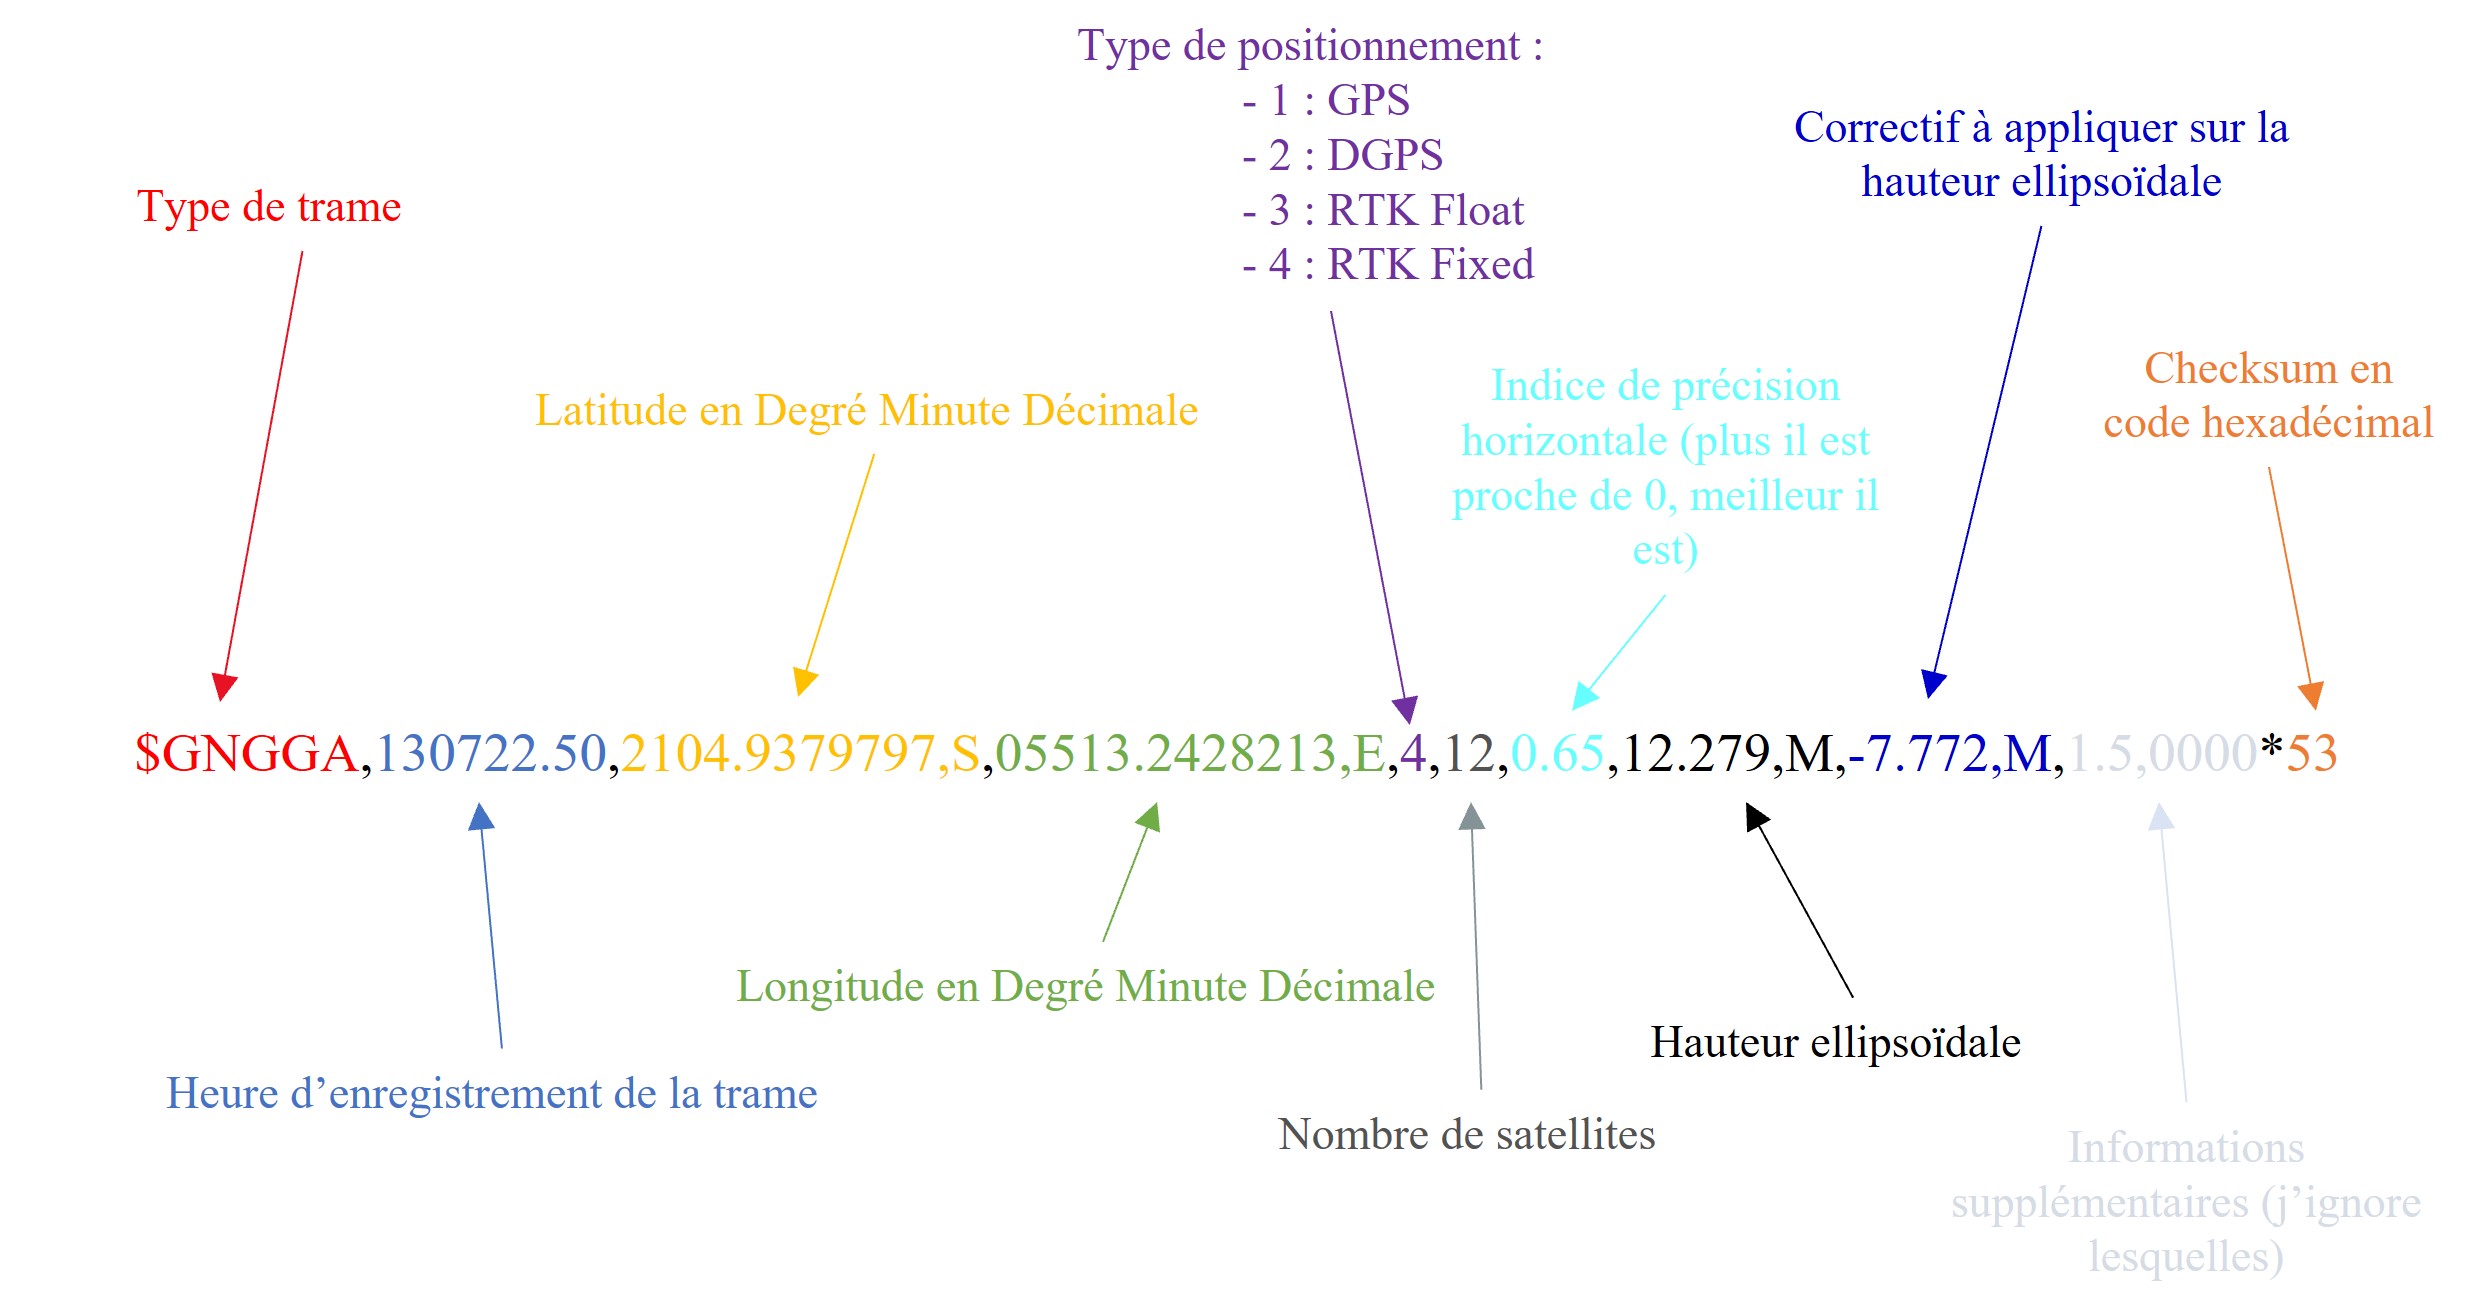 Type de positionnement :
- 1 : GPS
- 2 : DGPS
- 3 : RTK Float
- 4 : RTK Fixed
Correctif à appliquer sur la
hauteur ellipsoïdale
Type de trame
Latitude en Degré Minute Décimale
Indice de précision
horizontale (plus il est
proche de 0, meilleur il
est)
Checksum en
code hexadécimal
$GNGGA,130722.50,2104.9379797,S,05513.2428213,E,4,12,0.65,12.279,M,-7.772,M,1.5,0000*53
Longitude en Degré Minute Décimale
Hauteur ellipsoïdale
Heure d’enregistrement de la trame
Nombre de satellites
Informations
supplémentaires (j’ignore
lesquelles)